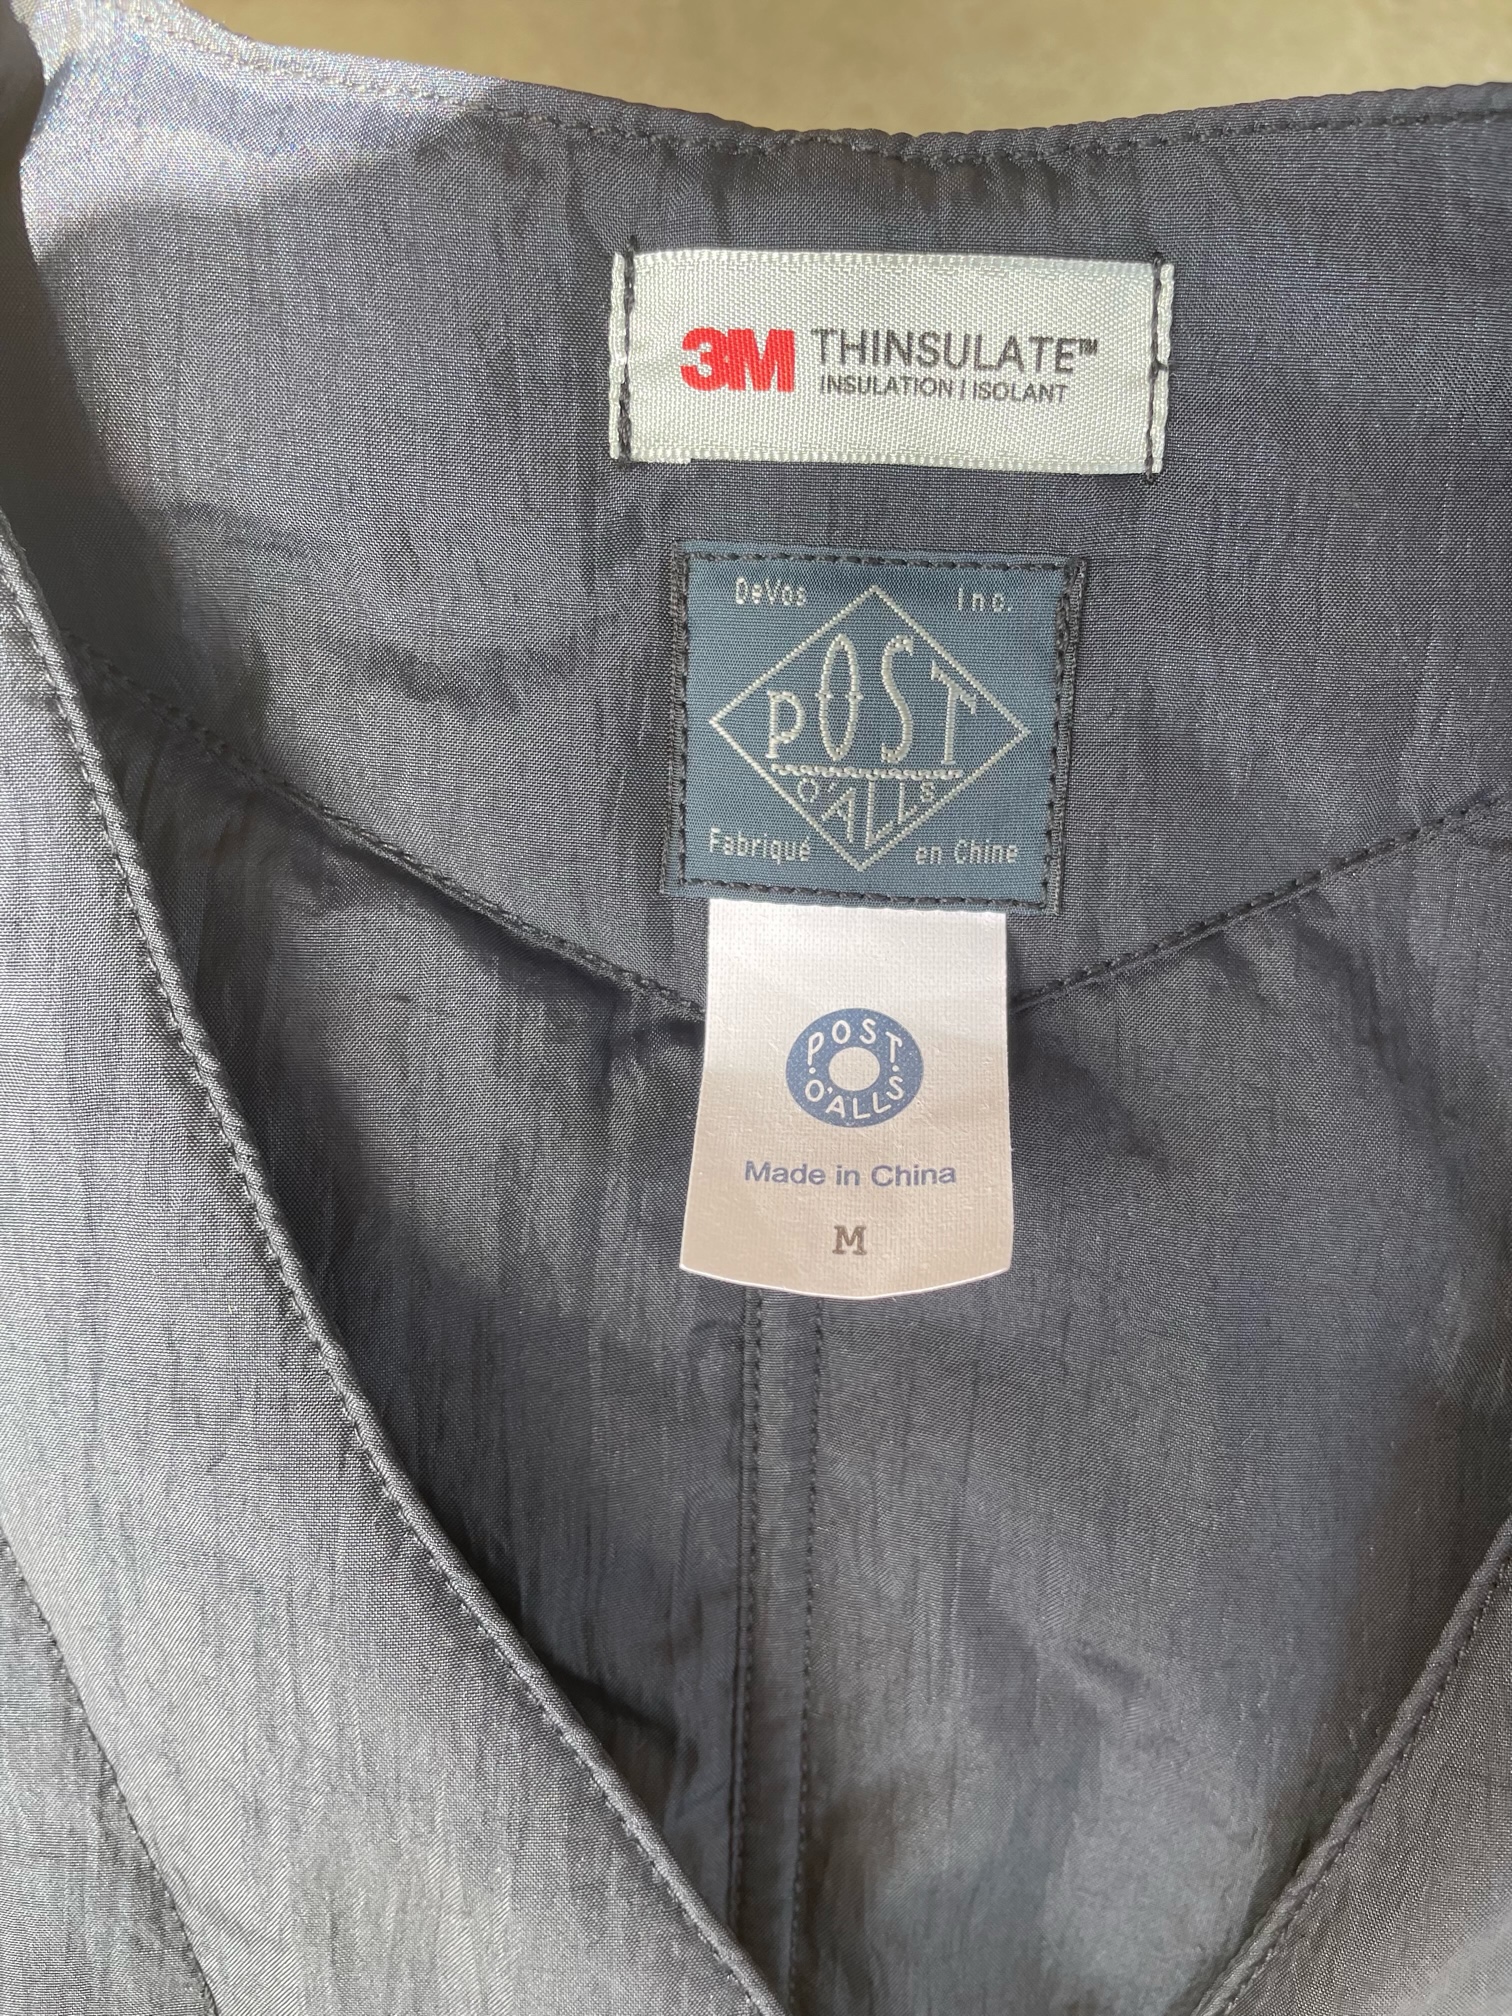 3M THINSULATE™
INSULATION | ISOLANT
DeVos Inc.
POST
O'ALLS
Fabriqué en Chine
POST
O'ALLS
Made in China
M